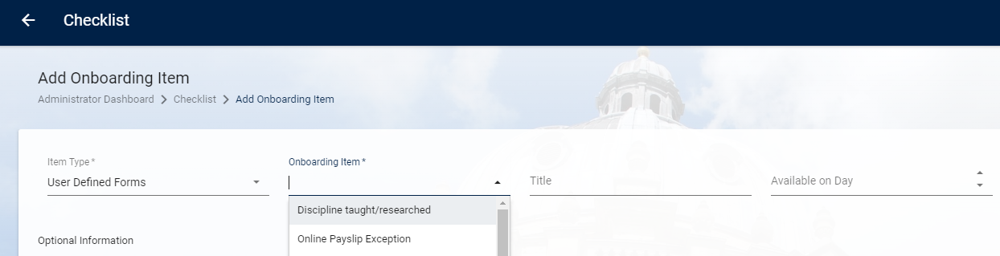 Checklist
Add Onboarding Item
Administrator Dashboard > Checklist > Add Onboarding Item
Item Type *
Onboarding Item *
User Defined Forms
Title
Available on Day
Discipline taught/researched
Optional Information
Online Payslip Exception